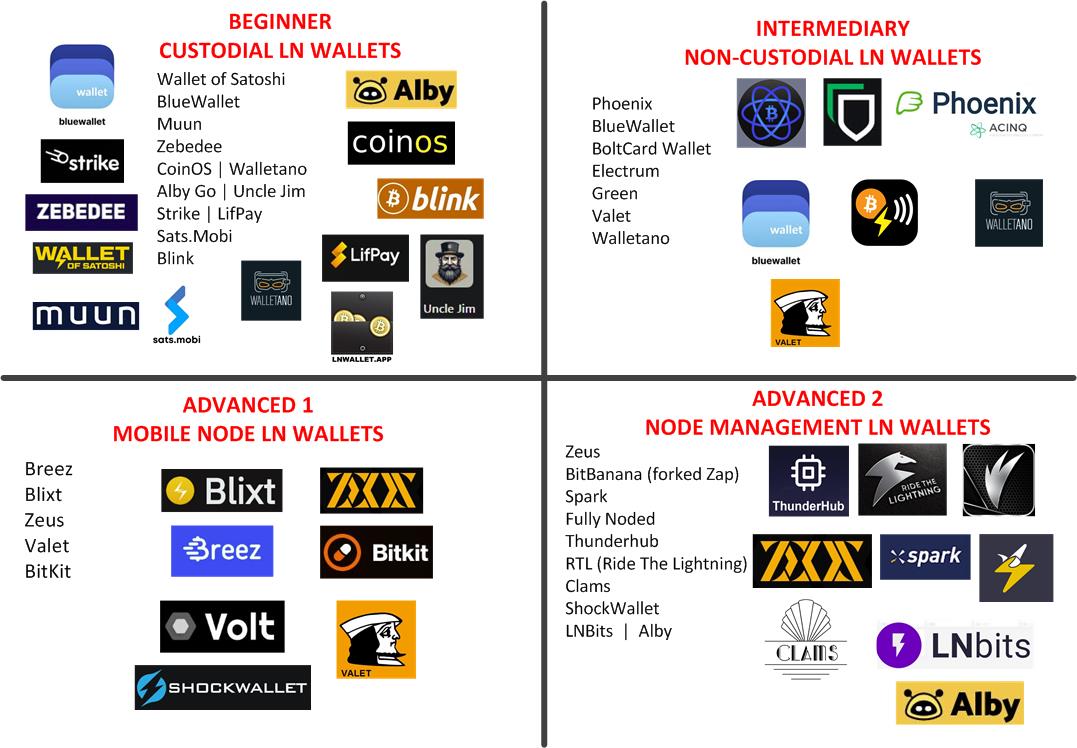 BEGINNER
CUSTODIAL LN WALLETS
Wallet of Satoshi
BlueWallet
Muun
Zebedee
CoinOS | Walletano
Alby Go | Uncle Jim
Strike | LifPay
Sats.Mobi
Blink
wallet
bluewallet
strike
ZEBEDEE
WALLET
OF SATOSHI
muun
sats.mobi
WALLETANO
Alby
coinos
blink
LifPay
Uncle Jim
LNWALLET.APP
INTERMEDIARY
NON-CUSTODIAL LN WALLETS
Phoenix
BlueWallet
BoltCard Wallet
Electrum
Green
Valet
Walletano
Phoenix
ACINQ
wallet
bluewallet
WALLETANO
VALET
ADVANCED 1
MOBILE NODE LN WALLETS
Breez
Blixt
Zeus
Valet
BitKit
Blixt
ZEUS
Breez
Bitkit
Volt
VALET
SHOCKWALLET
ADVANCED 2
NODE MANAGEMENT LN WALLETS
Zeus
BitBanana (forked Zap)
Spark
Fully Noded
Thunderhub
RTL (Ride The Lightning)
Clams
ShockWallet
LNBits | Alby
ThunderHub
RIDE THE
LIGHTNING
ZEUS
spark
CLAMS
LNbits
Alby